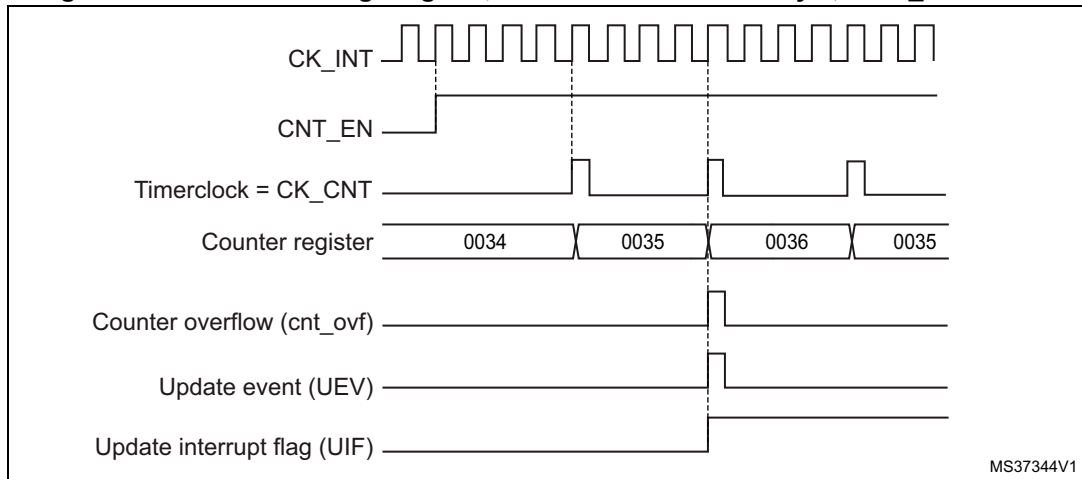 CK_INT
CNT_EN
Timerclock = CK_CNT
Counter register 0034 0035 0036 0035
Counter overflow (cnt_ovf)
Update event (UEV)
Update interrupt flag (UIF)
MS37344V1